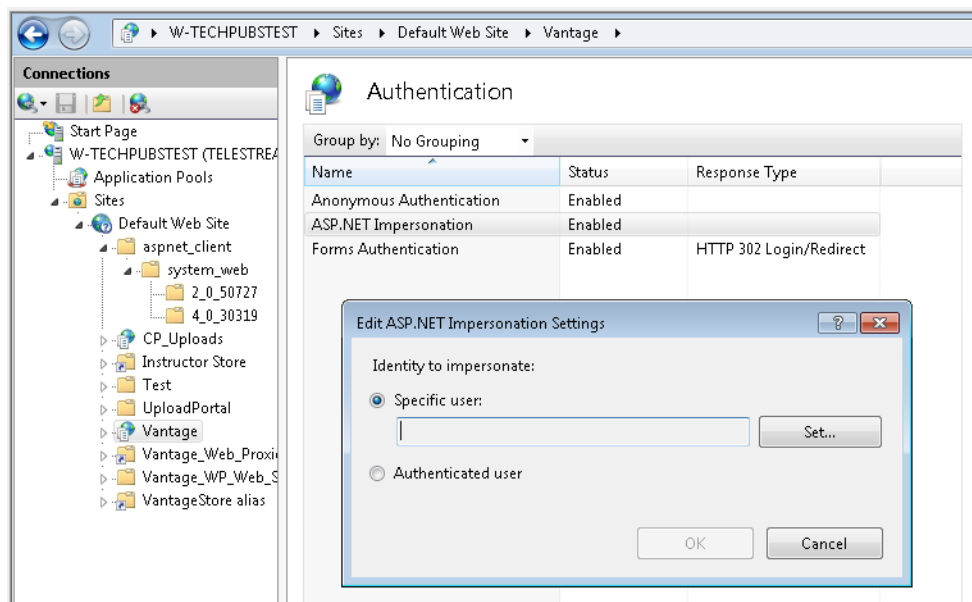 W-TECHPUBSTEST ▸ Sites ▸ Default Web Site ▸ Vantage ▸
Connections
Start Page
W-TECHPUBSTEST (TELESTREA
Application Pools
Sites
Default Web Site
aspnet_client
system_web
2_0_50727
4_0_30319
CP_Uploads
Instructor Store
Test
UploadPortal
Vantage
Vantage_Web_Proxi
Vantage_WP_Web_S
VantageStore alias
Authentication
Group by: No Grouping
Name Status Response Type
Anonymous Authentication Enabled
ASP.NET Impersonation Enabled
Forms Authentication Enabled HTTP 302 Login/Redirect
Edit ASP.NET Impersonation Settings
Identity to impersonate:
Specific user:
Set...
Authenticated user
OK Cancel